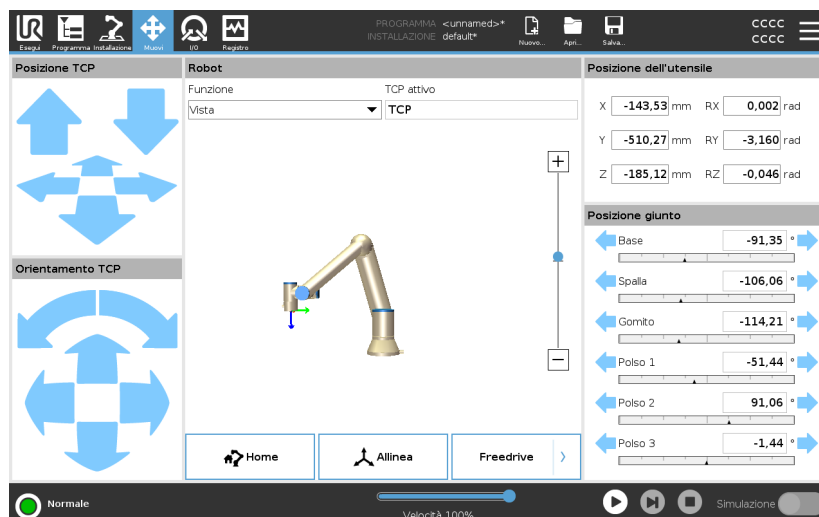 PROGRAMMA <unnamed>*
INSTALLAZIONE default*
CCCC
CCCC
Esegui Programma Installazione Muovi I/O Registro Nuovo... Apri... Salva...
Posizione TCP
Robot
Funzione TCP attivo
Vista TCP
Home Allinea Freedrive
Orientamento TCP
Posizione dell'utensile
X -143,53 mm RX 0,002 rad
Y -510,27 mm RY -3,160 rad
Z -185,12 mm RZ -0,046 rad
Posizione giunto
Base -91,35 °
Spalla -106,06 °
Gomito -114,21 °
Polso 1 -51,44 °
Polso 2 91,06 °
Polso 3 -1,44 °
Normale
Velocità 100%
Simulazione